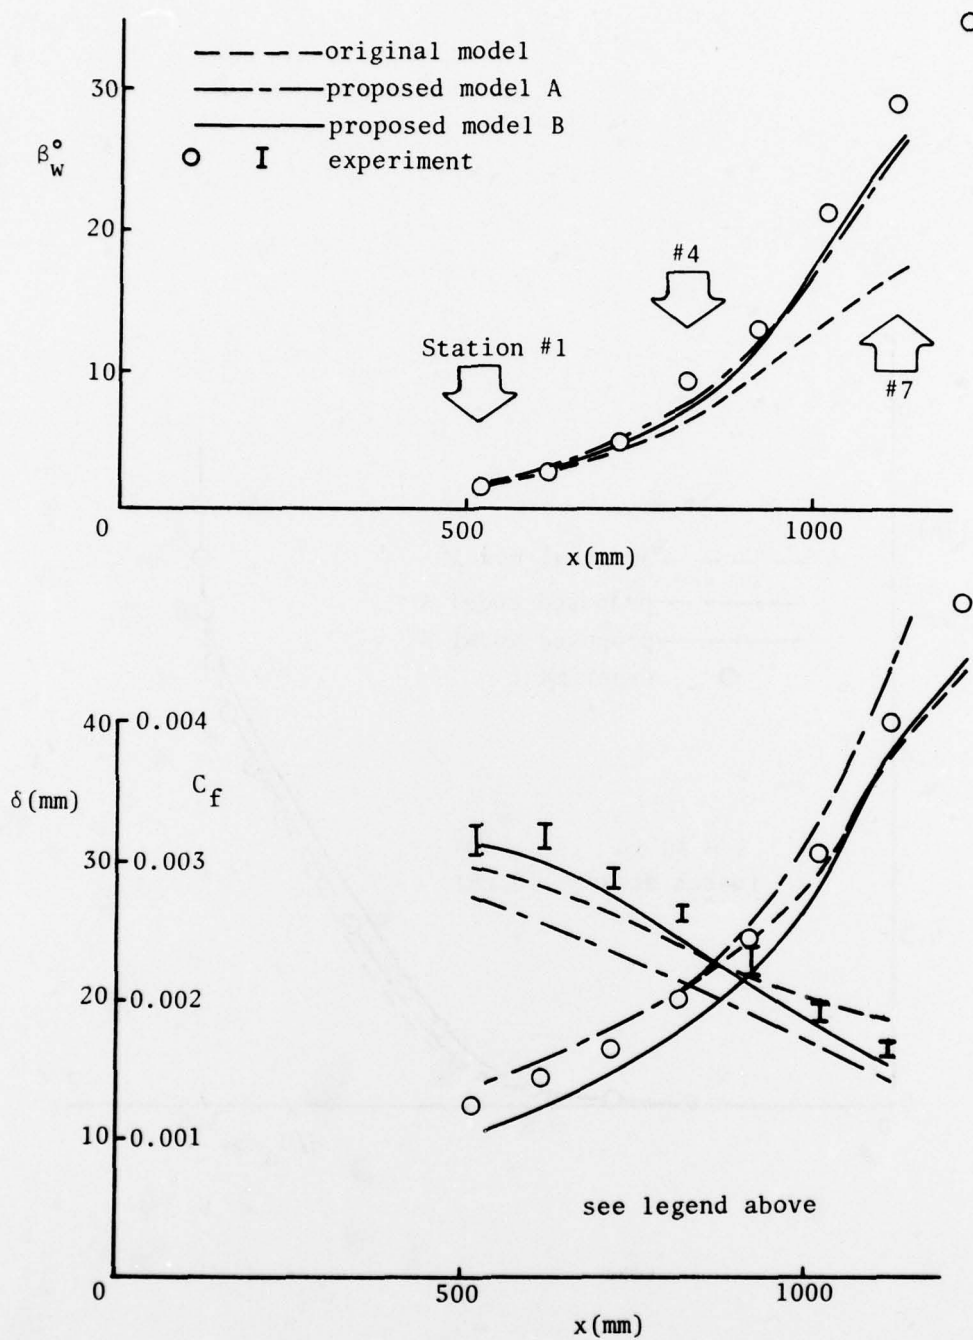 original model
proposed model A
proposed model B
experiment
30
β°w
20
10
0
#4
Station #1
#7
500
1000
x(mm)
40
0.004
δ(mm)
Cf
30
0.003
20
0.002
10
0.001
0
see legend above
500
1000
x(mm)